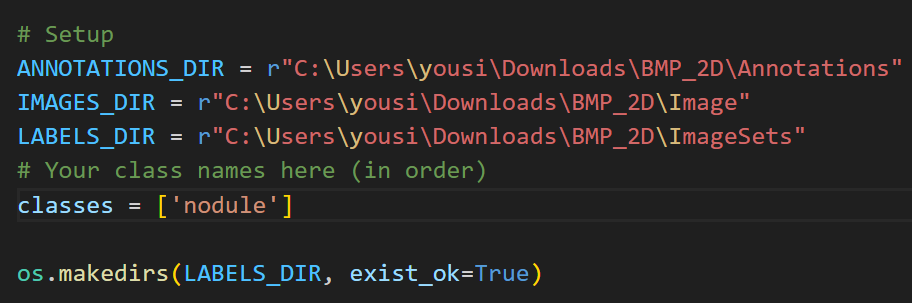 # Setup
ANNOTATIONS_DIR = r"C:\Users\yousi\Downloads\BMP_2D\Annotations"
IMAGES_DIR = r"C:\Users\yousi\Downloads\BMP_2D\Image"
LABELS_DIR = r"C:\Users\yousi\Downloads\BMP_2D\ImageSets"
# Your class names here (in order)
classes = ['nodule']
os.makedirs(LABELS_DIR, exist_ok=True)